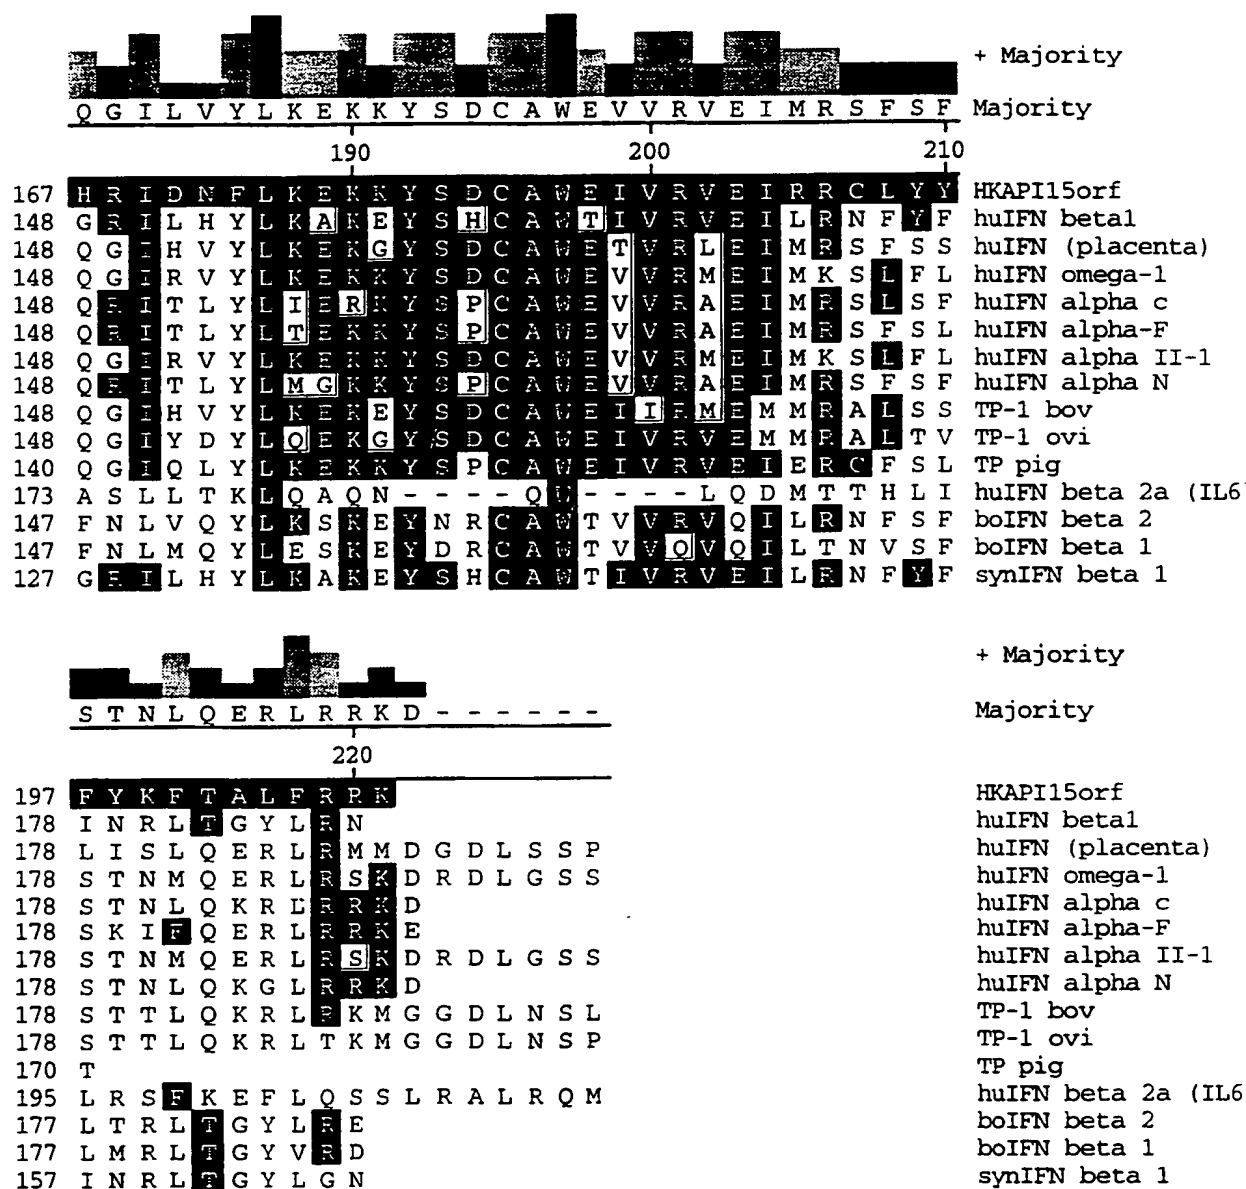 + Majority
Q G I L V Y L K E K K Y S D C A W E V V R V E I M R S F S F Majority
190 200 210
167 H R I D N F L K E K K Y S D C A W E I V R V E I R R C L Y Y HKAPI15orf
148 G R I L H Y L K A K E Y S H C A W T I V R V E I L R N F Y F huIFN beta1
148 Q G I H V Y L K E K G Y S D C A W E T V R L E I M R S F S S huIFN (placenta)
148 Q G I R V Y L K E K K Y S D C A W E V V R M E I M K S L F L huIFN omega-1
148 Q R I T L Y L I E R K Y S P C A W E V V R A E I M R S L S F huIFN alpha c
148 Q R I T L Y L T E K K Y S P C A W E V V R A E I M R S F S L huIFN alpha-F
148 Q G I R V Y L K E K K Y S D C A W E V V R M E I M K S L F L huIFN alpha II-1
148 Q R I T L Y L M G K K Y S P C A W E V V R A E I M R S F S F huIFN alpha N
148 Q G I H V Y L K E K E Y S D C A W E I I R M E M M R A L S S TP-1 bov
148 Q G I Y D Y L Q E K G Y S D C A W E I V R V E M M R A L T V TP-1 ovi
140 Q G I Q L Y L K E K K Y S P C A W E I V R V E I E R C F S L TP pig
173 A S L L T K L Q A Q N - - - - Q W - - - - L Q D M T T H L I huIFN beta 2a (IL6
147 F N L V Q Y L K S K E Y N R C A W T V V R V Q I L R N F S F boIFN beta 2
147 F N L M Q Y L E S K E Y D R C A W T V V Q V Q I L T N V S F boIFN beta 1
127 G R I L H Y L K A K E Y S H C A W T I V R V E I L R N F Y F synIFN beta 1
+ Majority
S T N L Q E R L R R K D - - - - - - Majority
220
197 F Y K F T A L F R R K HKAPI15orf
178 I N R L T G Y L R N huIFN beta1
178 L I S L Q E R L R M M D G D L S S P huIFN (placenta)
178 S T N M Q E R L R S K D R D L G S S huIFN omega-1
178 S T N L Q K R L R R K D huIFN alpha c
178 S K I F Q E R L R R K E huIFN alpha-F
178 S T N M Q E R L R S K D R D L G S S huIFN alpha II-1
178 S T N L Q K G L R R K D huIFN alpha N
178 S T T L Q K R L R K M G G D L N S L TP-1 bov
178 S T T L Q K R L T K M G G D L N S P TP-1 ovi
170 T TP pig
195 L R S F K E F L Q S S L R A L R Q M huIFN beta 2a (IL6
177 L T R L T G Y L R E boIFN beta 2
177 L M R L T G Y V R D boIFN beta 1
157 I N R L T G Y L G N synIFN beta 1